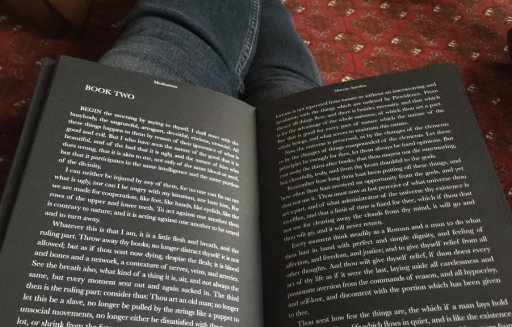 Meditations
BOOK TWO
BEGIN the morning by saying to thyself, I shall meet with the
busybody, the ungrateful, arrogant, deceitful, envious, unsocial. All
these things happen to them by reason of their ignorance of what is
good and evil. But I who have seen the nature of the good that it is
beautiful, and of the bad that it is ugly, and the nature of him who
does wrong, that it is akin to me, not only of the same blood or seed,
but that it participates in the same intelligence and the same portion
of the divinity.
I can neither be injured by any of them, for no one can fix on me
what is ugly, nor can I be angry with my kinsman, nor hate him. For
we are made for cooperation, like feet, like hands, like eyelids, like the
rows of the upper and lower teeth. To act against one another then
is contrary to nature; and it is acting against one another to be vexed
and to turn away.
Whatever this is that I am, it is a little flesh and breath, and the
ruling part. Throw away thy books; no longer distract thyself: it is not
allowed; but as if thou wast now dying, despise the flesh; it is blood
and bones and a network, a contexture of nerves, veins, and arteries.
See the breath also, what kind of a thing it is, air, and not always the
same, but every moment sent out and again sucked in. The third
then is the ruling part: consider thus: Thou art an old man; no longer
let this be a slave, no longer be pulled by the strings like a puppet to
unsocial movements, no longer either be dissatisfied with the
lot, or shrink from the
Marcus Aurelius
fortune is not separated from nature or without an interweaving and
involution with the things which are ordered by Providence. From
thence all things flow; and there is besides necessity, and that which
is for the advantage of the whole universe, of which thou art a part.
But that is good for every part of nature which the nature of the
whole brings, and what serves to maintain this nature. Now the
universe is preserved, as by the changes of the elements
so by the changes of things compounded of the elements. Let these
principles be enough for thee, let them always be fixed opinions. But
cast away the thirst after books, that thou mayest not die murmuring,
but cheerfully, truly, and from thy heart thankful to the gods.
Remember how long thou hast been putting off these things, and
how often thou hast received an opportunity from the gods, and yet
dost not use it. Thou must now at last perceive of what universe thou
art a part, and of what administrator of the universe thy existence is
an efflux, and that a limit of time is fixed for thee, which if thou dost
not use for clearing away the clouds from thy mind, it will go and
thou wilt go, and it will never return.
Every moment think steadily as a Roman and a man to do what
thou hast in hand with perfect and simple dignity, and feeling of
affection, and freedom, and justice; and to give thyself relief from all
other thoughts. And thou wilt give thyself relief, if thou doest every
act of thy life as if it were the last, laying aside all carelessness and
passionate aversion from the commands of reason, and all hypocrisy,
and self-love, and discontent with the portion which has been given
to thee.
Thou seest how few the things are, the which if a man lays hold
life which flows in quiet, and is like the existence